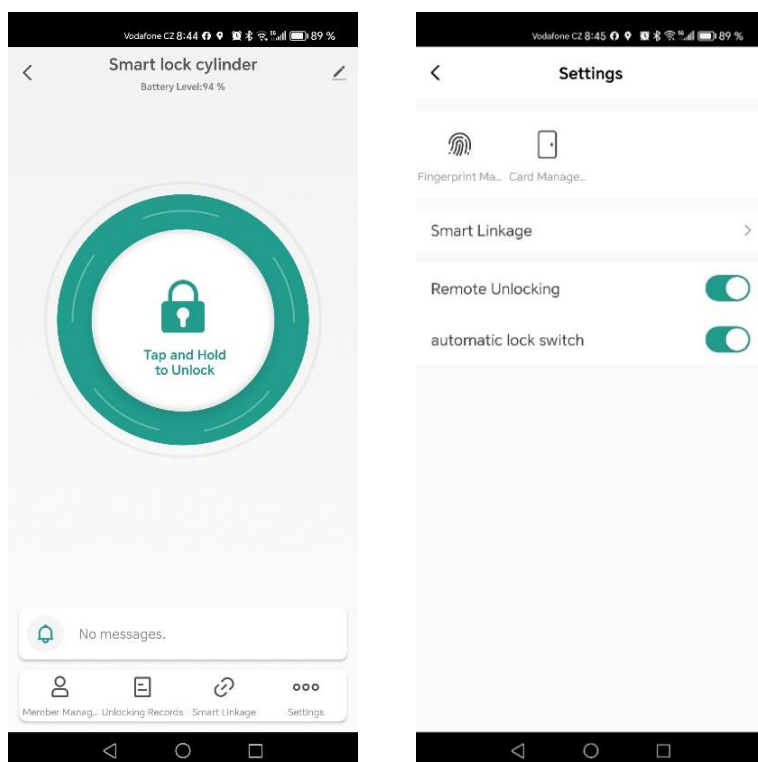 Vodafone CZ 8:44 89 %
Smart lock cylinder
Battery Level:94 %
Tap and Hold
to Unlock
No messages.
Member Manag... Unlocking Records Smart Linkage Settings
Vodafone CZ 8:45 89 %
Settings
Fingerprint Ma... Card Manage...
Smart Linkage
Remote Unlocking
automatic lock switch